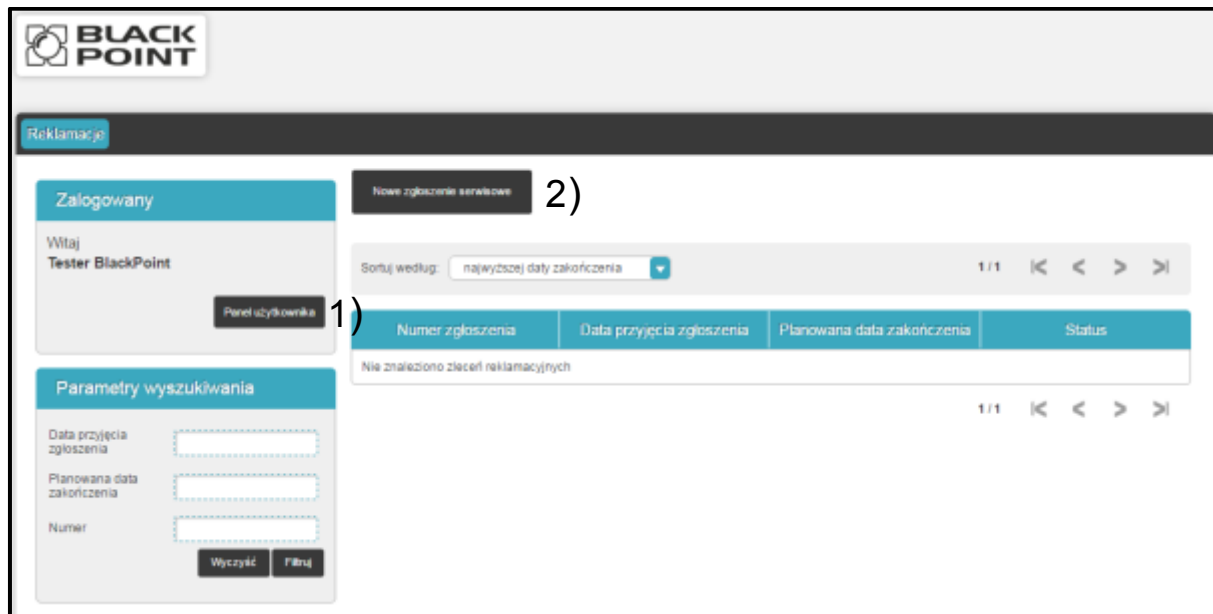 BLACK
POINT
Reklamacje
Zalogowany
Witaj
Tester BlackPoint
Panel użytkownika
1)
Nowe zgłoszenie serwisowe
2)
Sortuj według: najwyższej daty zakończenia
1 / 1
Numer zgłoszenia Data przyjęcia zgłoszenia Planowana data zakończenia Status
Nie znaleziono zleceń reklamacyjnych
1 / 1
Parametry wyszukiwania
Data przyjęcia
zgłoszenia
Planowana data
zakończenia
Numer
Wyczyść Filtruj